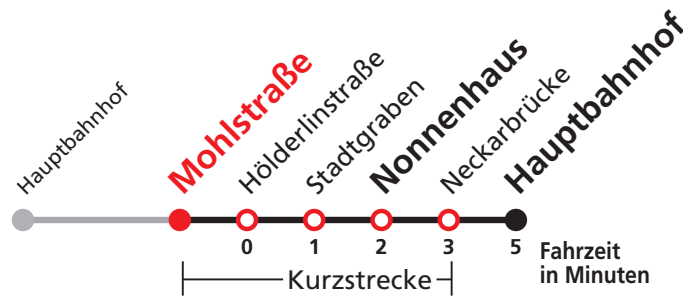 Hauptbahnhof
Mohlstraße
Hölderlinstraße
Stadtgraben
Nonnenhaus
Neckarbrücke
Hauptbahnhof
0 1 2 3 5 Fahrzeit
in Minuten
Kurzstrecke